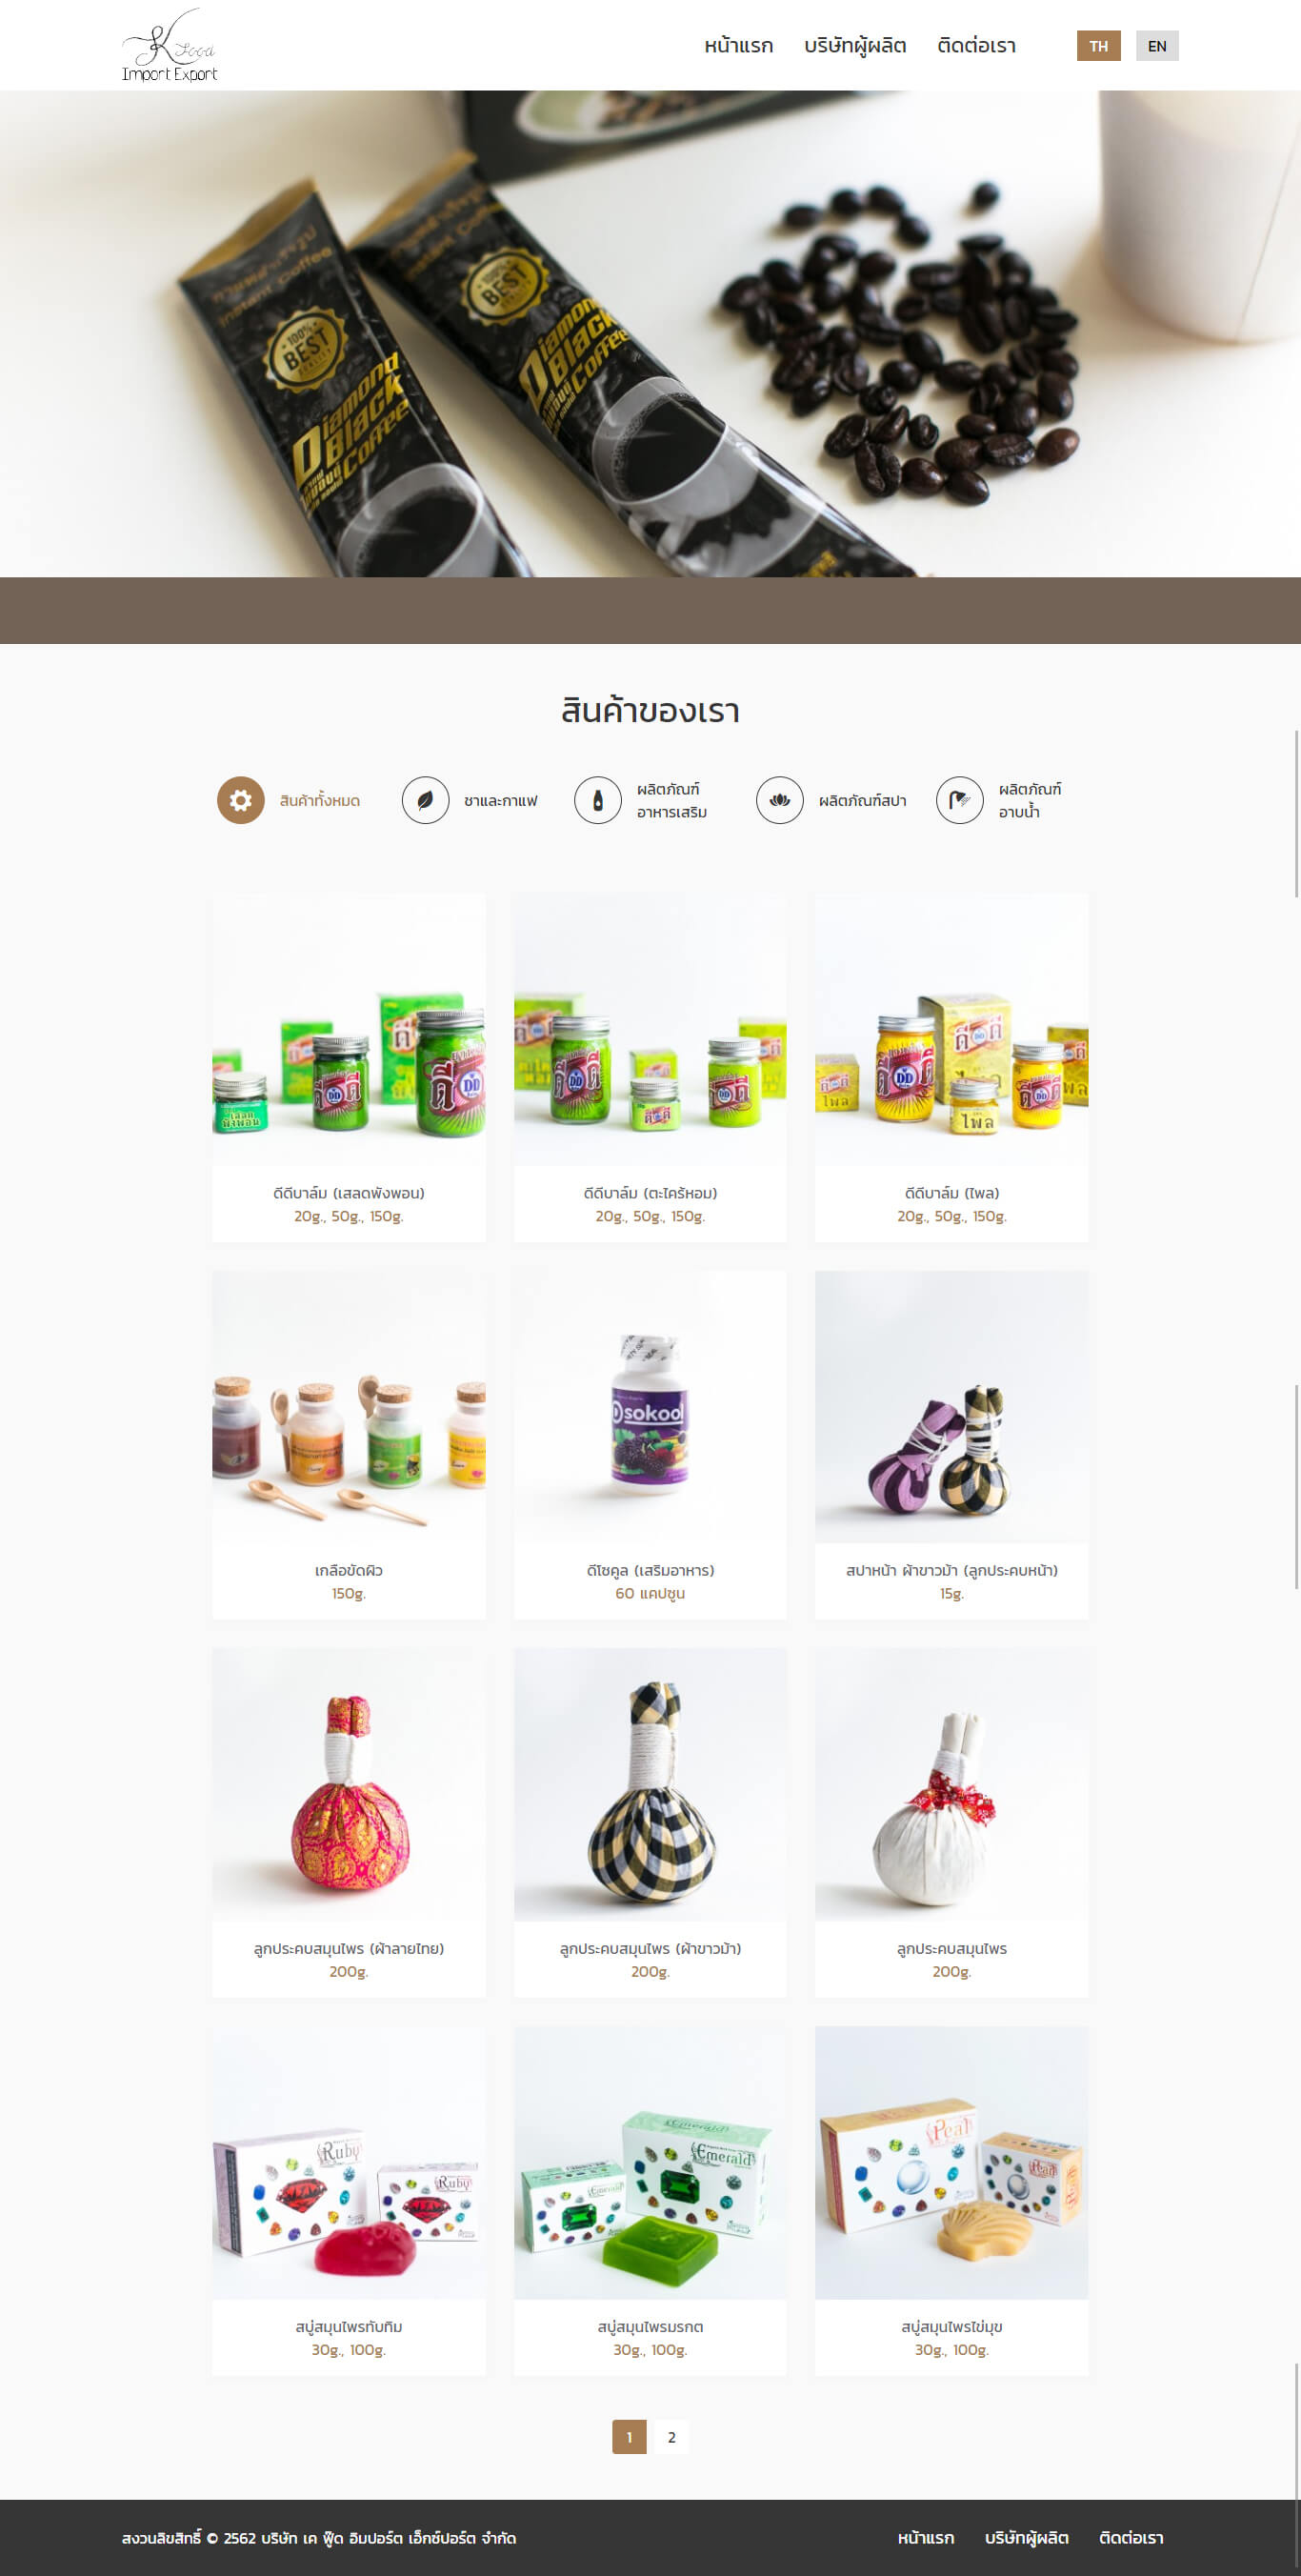 K Food
Import Export
หน้าแรก
บริษัทผู้ผลิต
ติดต่อเรา
TH
EN
กาแฟสำเร็จรูป
Instant Coffee
100%
BEST
QUALITY
Diamond
Black
Coffee
Instant Coffee
100%
BEST
Diamond
Black
Coffee
สินค้าของเรา
สินค้าทั้งหมด
ชาและกาแฟ
ผลิตภัณฑ์
อาหารเสริม
ผลิตภัณฑ์สปา
ผลิตภัณฑ์
อาบน้ำ
ดีดีบาล์ม (เสลดพังพอน)
20g., 50g., 150g.
ดีดีบาล์ม (ตะไคร้หอม)
20g., 50g., 150g.
ดีดีบาล์ม (ไพล)
20g., 50g., 150g.
เกลือขัดผิว
150g.
Dsokool
ดีโซคูล (เสริมอาหาร)
60 แคปซูน
สปาหน้า ผ้าขาวม้า (ลูกประคบหน้า)
15g.
ลูกประคบสมุนไพร (ผ้าลายไทย)
200g.
ลูกประคบสมุนไพร (ผ้าขาวม้า)
200g.
ลูกประคบสมุนไพร
200g.
Ruby
Ruby
สบู่สมุนไพรทับทิม
30g., 100g.
Emerald
Emerald
Emerald
สบู่สมุนไพรมรกต
30g., 100g.
Peal
Peal
สบู่สมุนไพรไข่มุข
30g., 100g.
1
2
สงวนลิขสิทธิ์ © 2562 บริษัท เค ฟู๊ด อิมปอร์ต เอ็กซ์ปอร์ต จำกัด
หน้าแรก
บริษัทผู้ผลิต
ติดต่อเรา